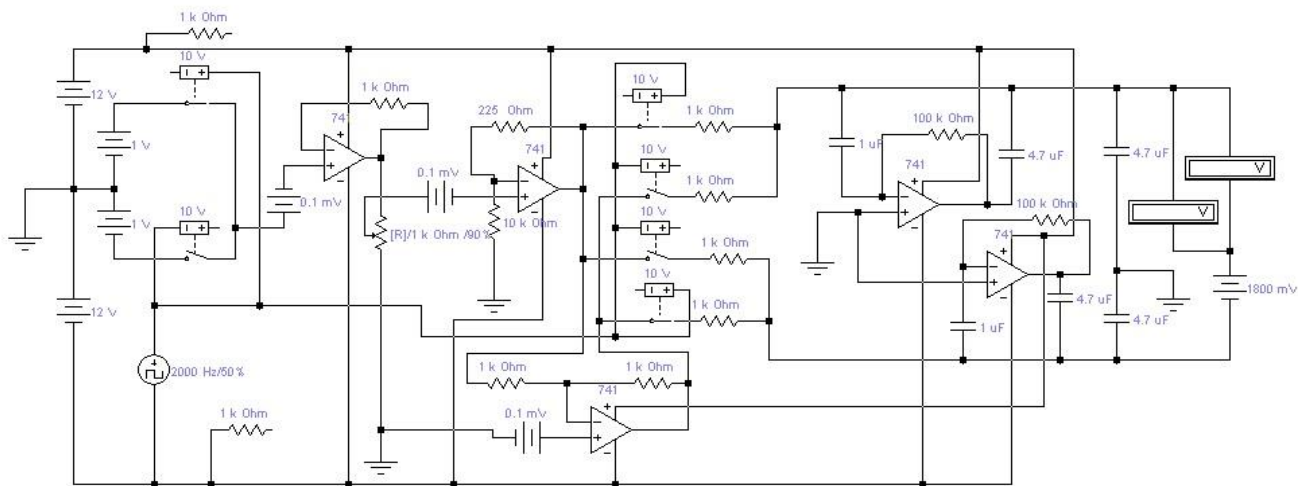 1 k Ohm
10 V
12 V
1 V
1 V
10 V
12 V
2000 Hz/50%
1 k Ohm
0.1 mV
741
1 k Ohm
[R]/1 k Ohm /90%
0.1 mV
225 Ohm
741
10 k Ohm
10 V
1 k Ohm
10 V
1 k Ohm
10 V
1 k Ohm
10 V
1 k Ohm
1 k Ohm
1 k Ohm
741
0.1 mV
1 uF
100 k Ohm
741
4.7 uF
100 k Ohm
741
1 uF
4.7 uF
4.7 uF
4.7 uF
V
V
1800 mV